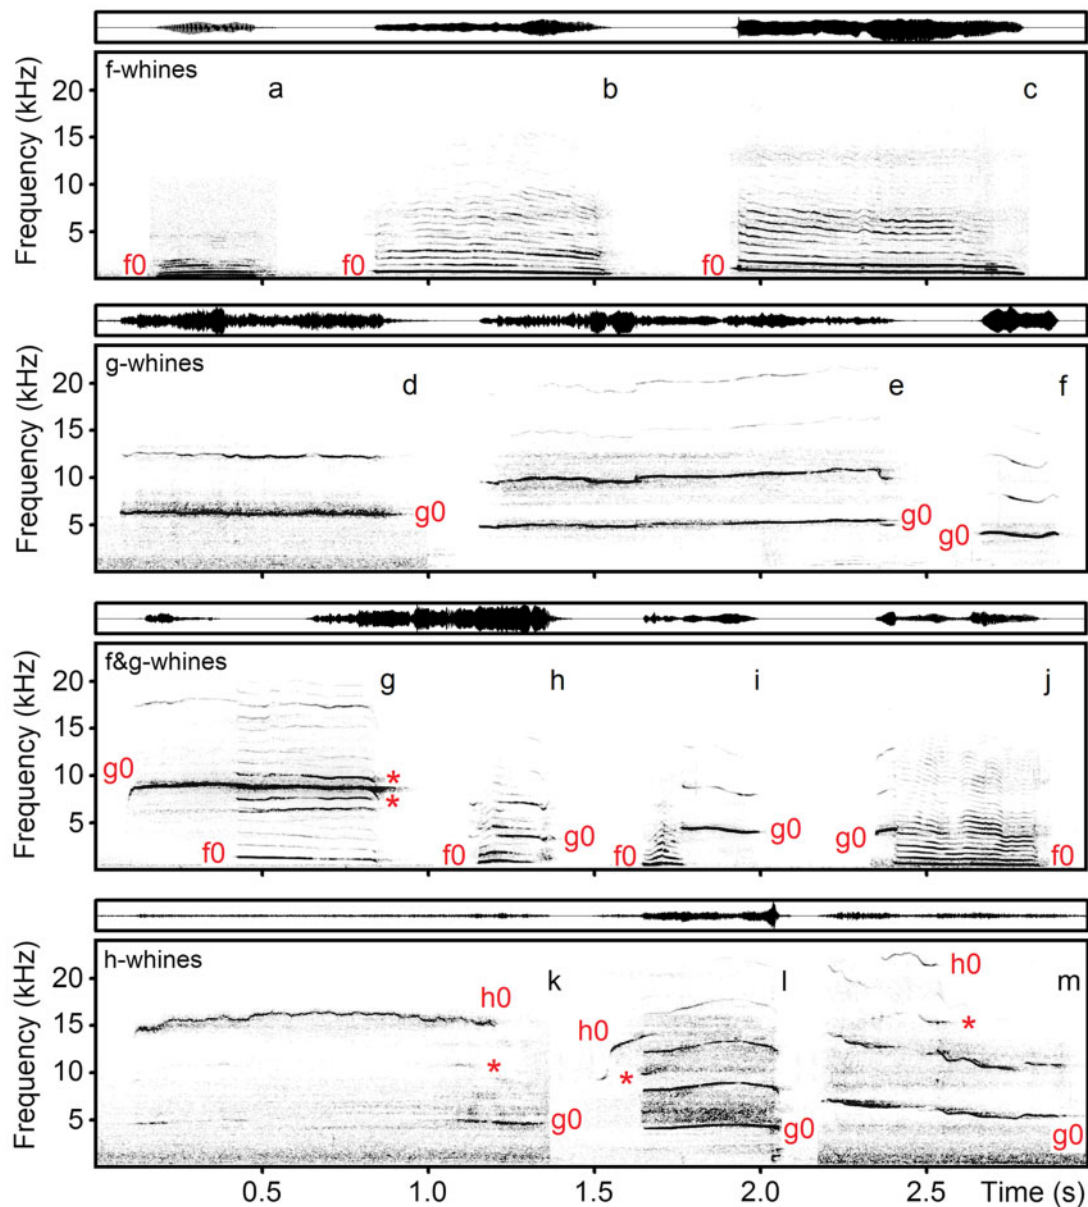 f-whines a b c
Frequency (kHz)
20
15
10
5
f0 f0 f0
g-whines d e f
Frequency (kHz)
20
15
10
5
g0 g0 g0
f&g-whines g h i j
Frequency (kHz)
20
15
10
5
g0 * *
f0 f0 g0 f0 g0 g0 f0
h-whines k l m
Frequency (kHz)
20
15
10
5
h0 h0 h0
* * *
g0 g0 g0
0.5 1.0 1.5 2.0 2.5 Time (s)